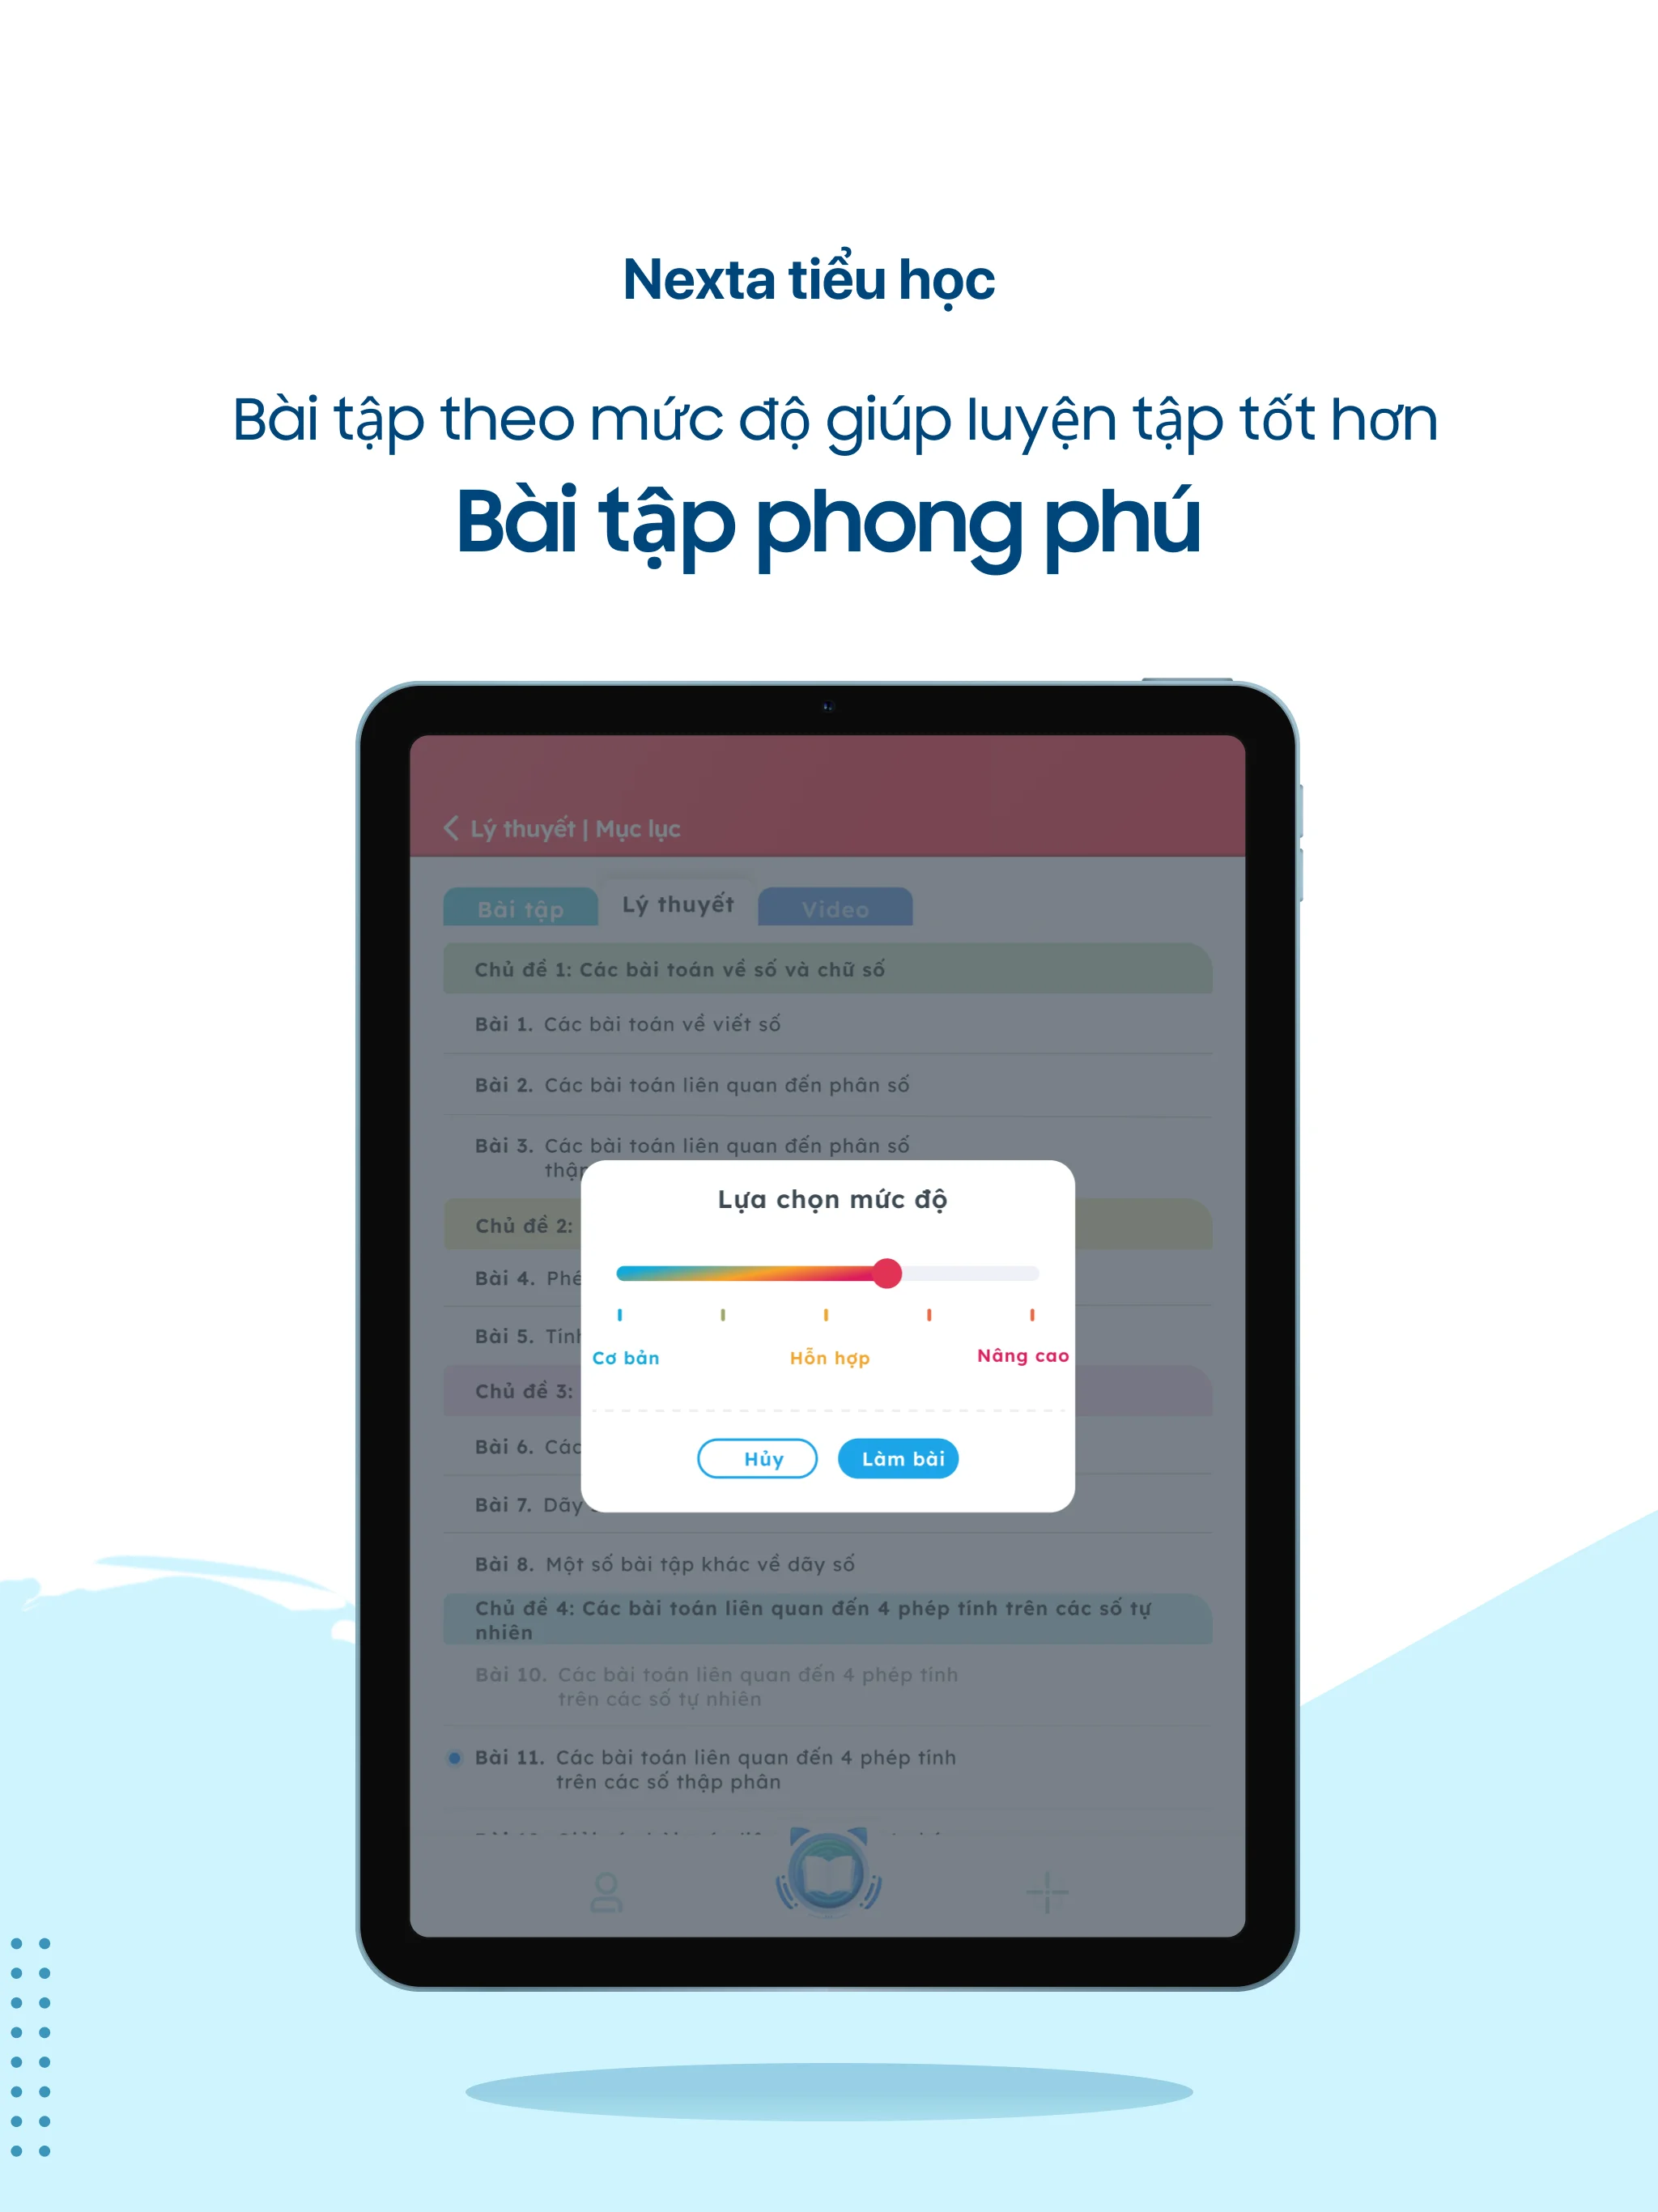 Nexta tiểu học
Bài tập theo mức độ giúp luyện tập tốt hơn
Bài tập phong phú
Lý thuyết | Mục lục
Bài tập
Lý thuyết
Video
Chủ đề 1: Các bài toán về số và chữ số
Bài 1. Các bài toán về viết số
Bài 2. Các bài toán liên quan đến phân số
Bài 3. Các bài toán liên quan đến phân số
Chủ đề 2:
Bài 4.
Bài 5.
Chủ đề 3:
Bài 6.
Bài 7. Dãy
Lựa chọn mức độ
Cơ bản
Hỗn hợp
Nâng cao
Hủy
Làm bài
Bài 8. Một số bài tập khác về dãy số
Chủ đề 4: Các bài toán liên quan đến 4 phép tính trên các số tự
nhiên
Bài 10. Các bài toán liên quan đến 4 phép tính
trên các số tự nhiên
Bài 11. Các bài toán liên quan đến 4 phép tính
trên các số thập phân